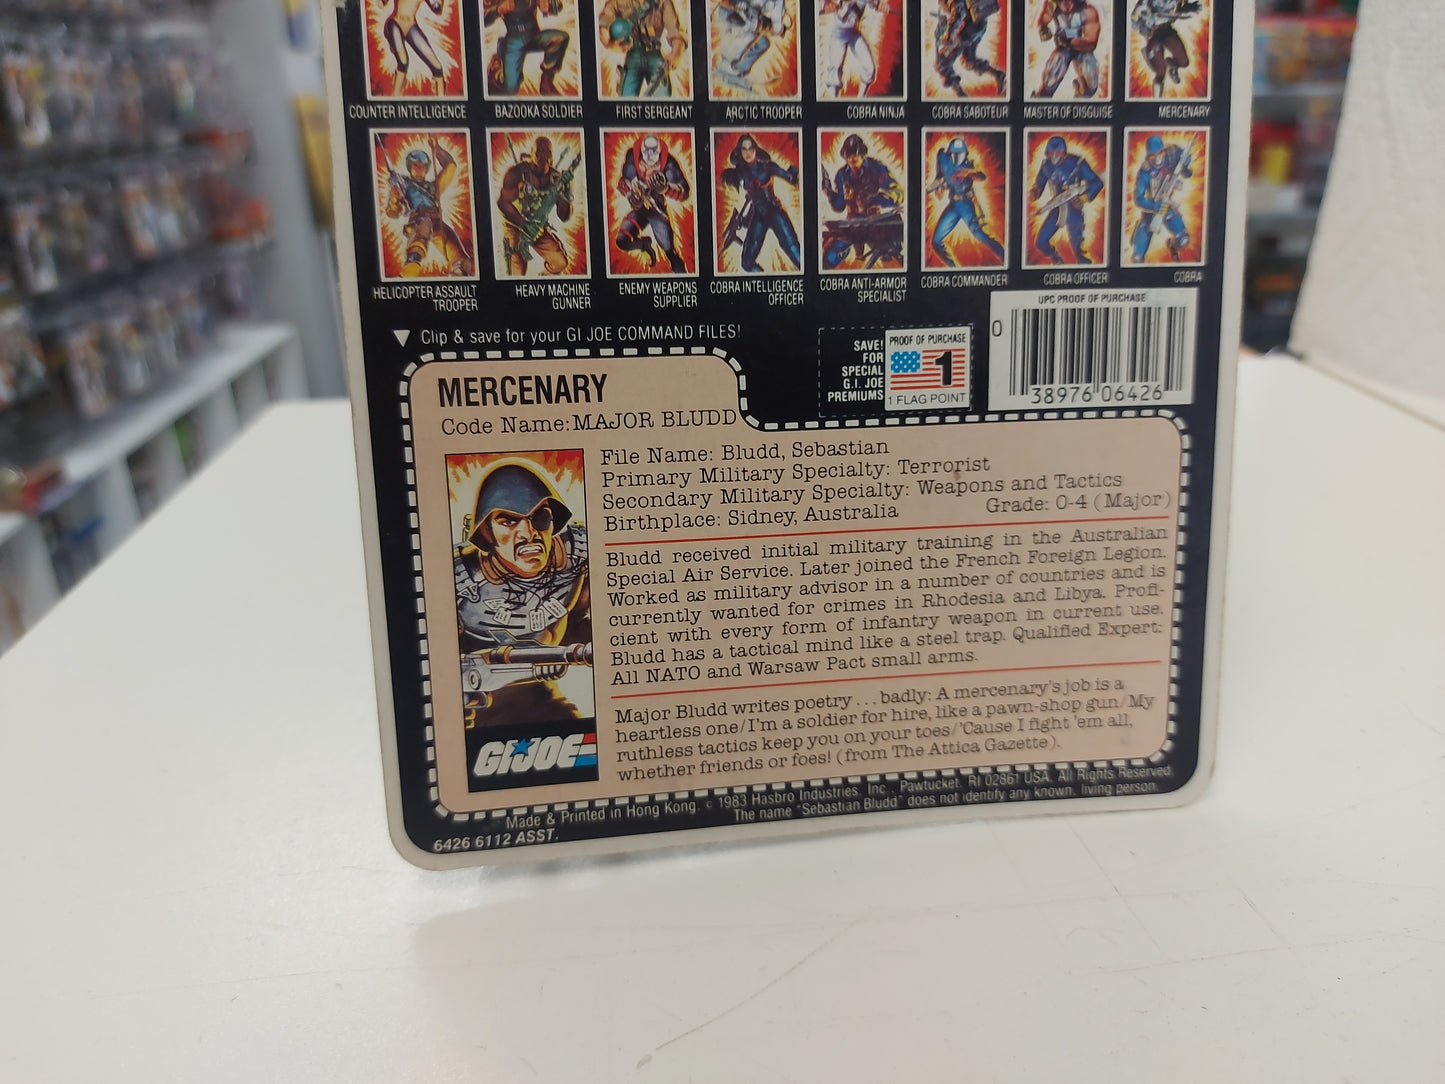 COUNTER INTELLIGENCE BAZOOKA SOLDIER FIRST SERGEANT ARCTIC TROOPER COBRA NINJA COBRA SABOTEUR MASTER OF DISGUISE MERCENARY
HELICOPTER ASSAULT TROOPER
HEAVY MACHINE GUNNER
ENEMY WEAPONS SUPPLIER
COBRA INTELLIGENCE OFFICER
COBRA ANTI-ARMOR SPECIALIST
COBRA COMMANDER
COBRA OFFICER
COBRA
▼ Clip & save for your GI JOE COMMAND FILES!
SAVE!
FOR
SPECIAL
G.I. JOE
PREMIUMS
PROOF OF PURCHASE
1
1 FLAG POINT
UPC PROOF OF PURCHASE
0 38976 06426
MERCENARY
Code Name: MAJOR BLUDD
File Name: Bludd, Sebastian
Primary Military Specialty: Terrorist
Secondary Military Specialty: Weapons and Tactics
Birthplace: Sidney, Australia Grade: 0-4 (Major)
Bludd received initial military training in the Australian
Special Air Service. Later joined the French Foreign Legion.
Worked as military advisor in a number of countries and is
currently wanted for crimes in Rhodesia and Libya. Profi-
cient with every form of infantry weapon in current use.
Bludd has a tactical mind like a steel trap. Qualified Expert:
All NATO and Warsaw Pact small arms.
Major Bludd writes poetry...badly: A mercenary's job is a
heartless one/I'm a soldier for hire, like a pawn-shop gun/My
ruthless tactics keep you on your toes/'Cause I fight 'em all,
whether friends or foes! (from The Attica Gazette).
GI JOE
Made & Printed in Hong Kong. © 1983 Hasbro Industries, Inc., Pawtucket, RI 02861 USA. All Rights Reserved.
The name "Sebastian Bludd" does not identify any known, living person.
6426 6112 ASST.